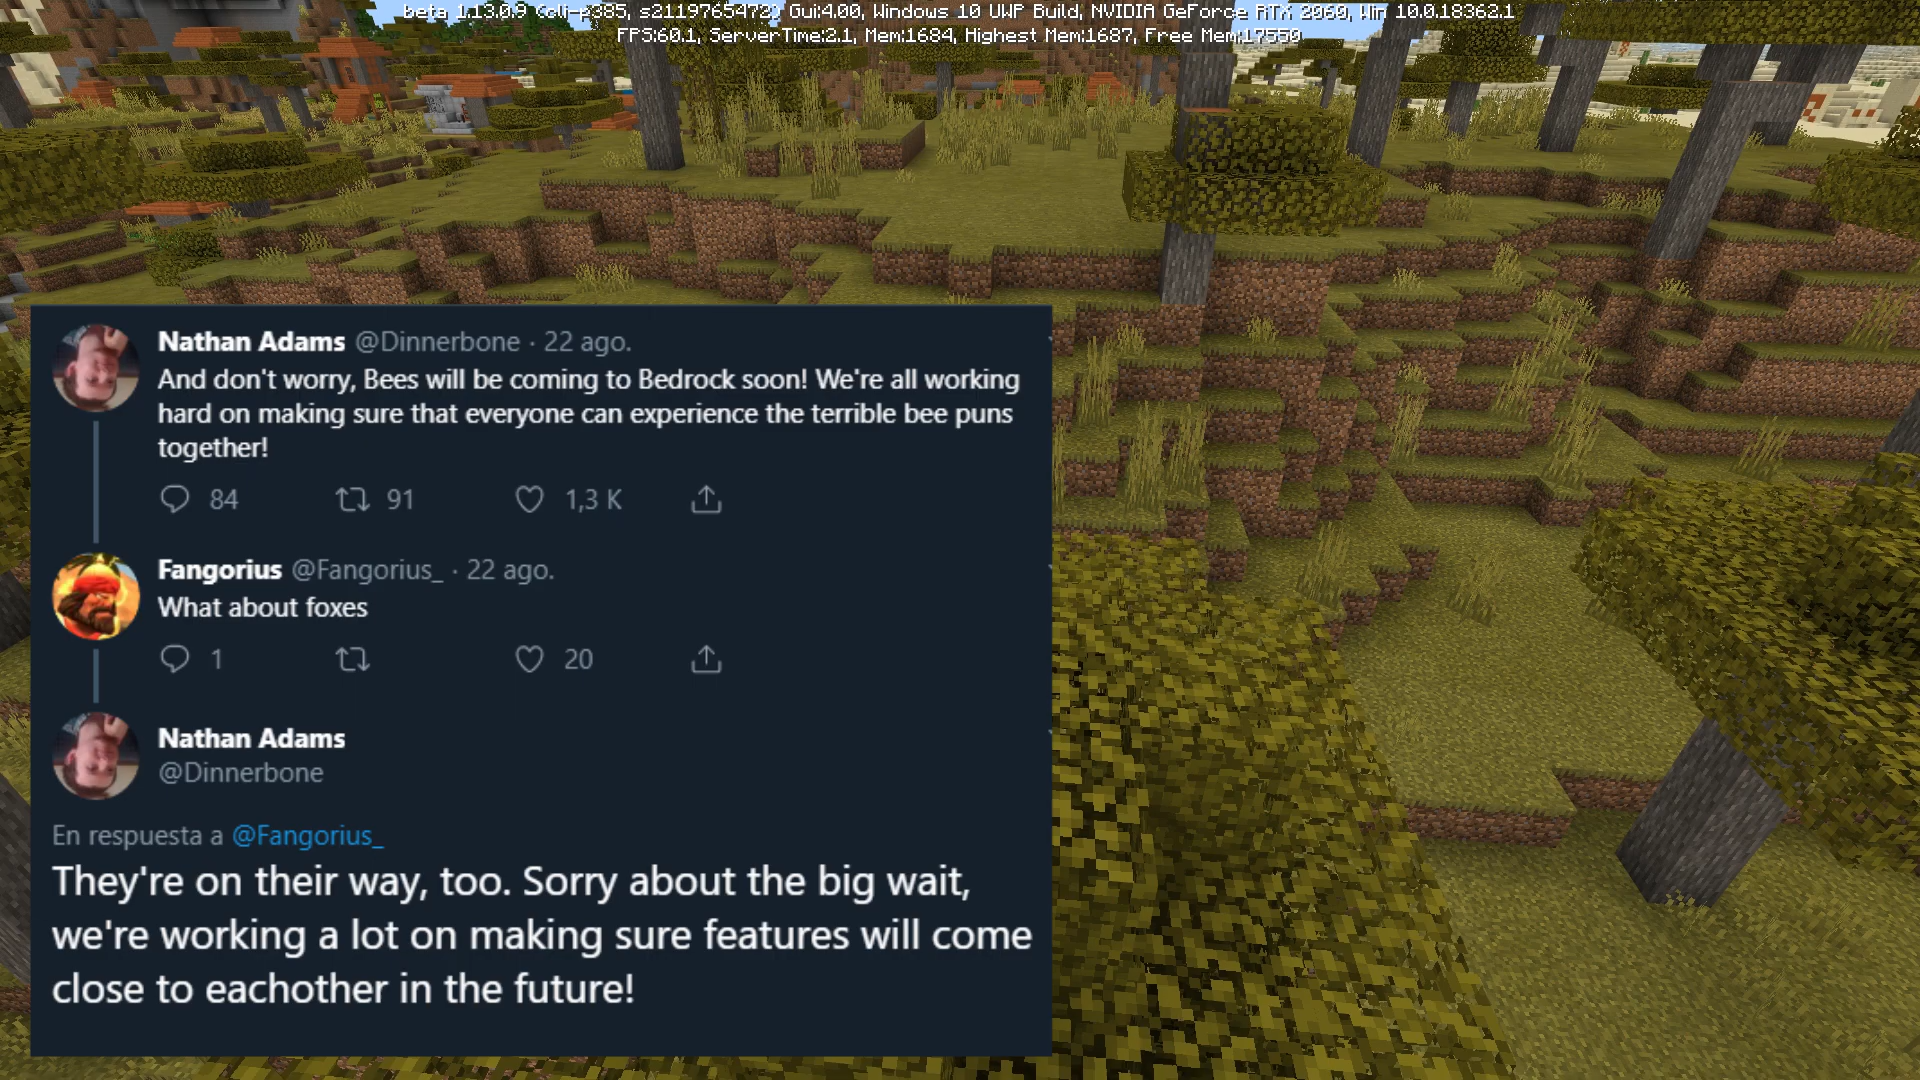 beta 1.13.0.9 (cli-p385, s2119765472) Gui:4.00, Windows 10 UWP Build, NVIDIA GeForce RTX 2060, Win 10.0.18362.1
FPS:60.1, ServerTime:2.1, Mem:1684, Highest Mem:1687, Free Mem:17550
Nathan Adams @Dinnerbone · 22 ago.
And don't worry, Bees will be coming to Bedrock soon! We're all working
hard on making sure that everyone can experience the terrible bee puns
together!
84 91 1,3 K
Fangorius @Fangorius_ · 22 ago.
What about foxes
1 20
Nathan Adams
@Dinnerbone
En respuesta a @Fangorius_
They're on their way, too. Sorry about the big wait,
we're working a lot on making sure features will come
close to eachother in the future!